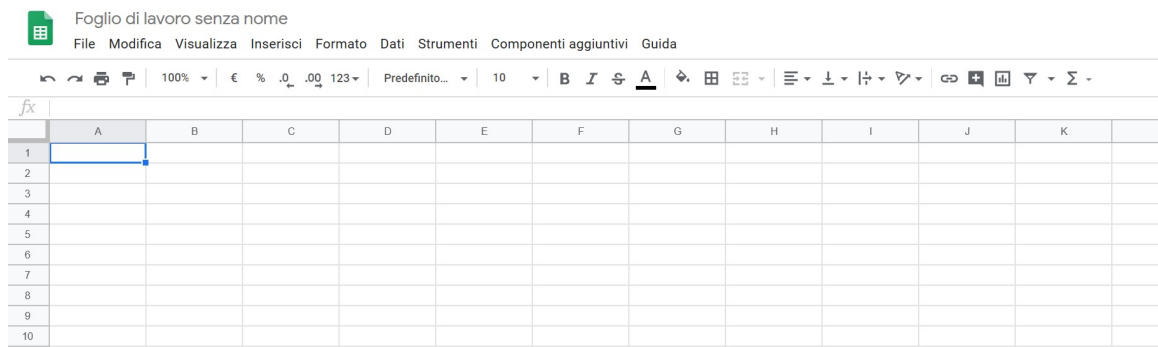 Foglio di lavoro senza nome
File Modifica Visualizza Inserisci Formato Dati Strumenti Componenti aggiuntivi Guida
100% € % .0 .00 123 Predefinito... 10 B I S A Σ
fx
A B C D E F G H I J K
1
2
3
4
5
6
7
8
9
10